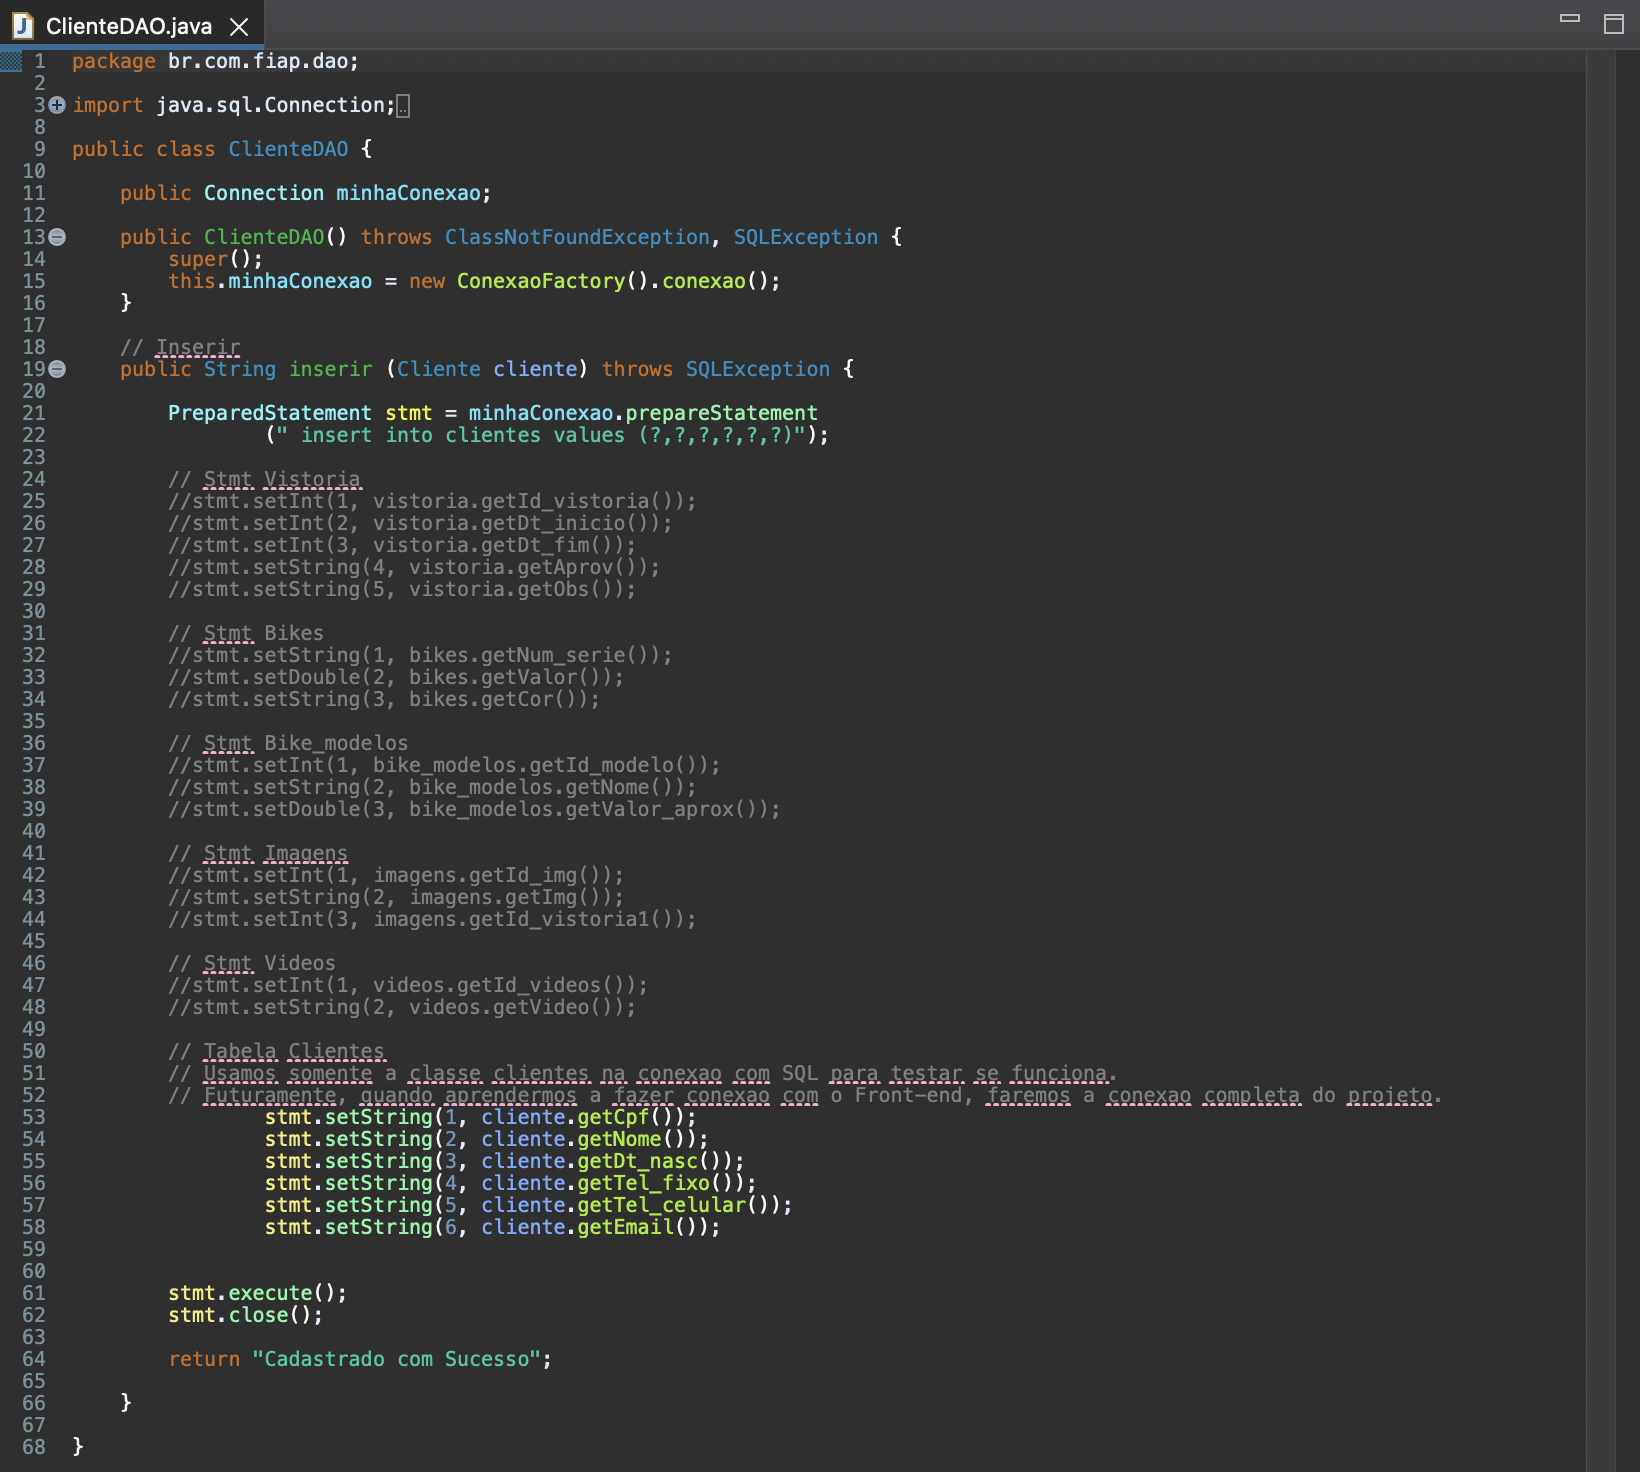 ClienteDAO.java
1 package br.com.fiap.dao;
2
3 import java.sql.Connection;
8
9 public class ClienteDAO {
10
11 public Connection minhaConexao;
12
13 public ClienteDAO() throws ClassNotFoundException, SQLException {
14 super();
15 this.minhaConexao = new ConexaoFactory().conexao();
16 }
17
18 // Inserir
19 public String inserir (Cliente cliente) throws SQLException {
20
21 PreparedStatement stmt = minhaConexao.prepareStatement
22 (" insert into clientes values (?,?,?,?,?,?)");
23
24 // Stmt Vistoria
25 //stmt.setInt(1, vistoria.getId_vistoria());
26 //stmt.setInt(2, vistoria.getDt_inicio());
27 //stmt.setInt(3, vistoria.getDt_fim());
28 //stmt.setString(4, vistoria.getAprov());
29 //stmt.setString(5, vistoria.getObs());
30
31 // Stmt Bikes
32 //stmt.setString(1, bikes.getNum_serie());
33 //stmt.setDouble(2, bikes.getValor());
34 //stmt.setString(3, bikes.getCor());
35
36 // Stmt Bike_modelos
37 //stmt.setInt(1, bike_modelos.getId_modelo());
38 //stmt.setString(2, bike_modelos.getNome());
39 //stmt.setDouble(3, bike_modelos.getValor_aprox());
40
41 // Stmt Imagens
42 //stmt.setInt(1, imagens.getId_img());
43 //stmt.setString(2, imagens.getImg());
44 //stmt.setInt(3, imagens.getId_vistoria1());
45
46 // Stmt Videos
47 //stmt.setInt(1, videos.getId_videos());
48 //stmt.setString(2, videos.getVideo());
49
50 // Tabela Clientes
51 // Usamos somente a classe clientes na conexao com SQL para testar se funciona.
52 // Futuramente, quando aprendermos a fazer conexao com o Front-end, faremos a conexao completa do projeto.
53 stmt.setString(1, cliente.getCpf());
54 stmt.setString(2, cliente.getNome());
55 stmt.setString(3, cliente.getDt_nasc());
56 stmt.setString(4, cliente.getTel_fixo());
57 stmt.setString(5, cliente.getTel_celular());
58 stmt.setString(6, cliente.getEmail());
59
60
61 stmt.execute();
62 stmt.close();
63
64 return "Cadastrado com Sucesso";
65
66 }
67
68 }